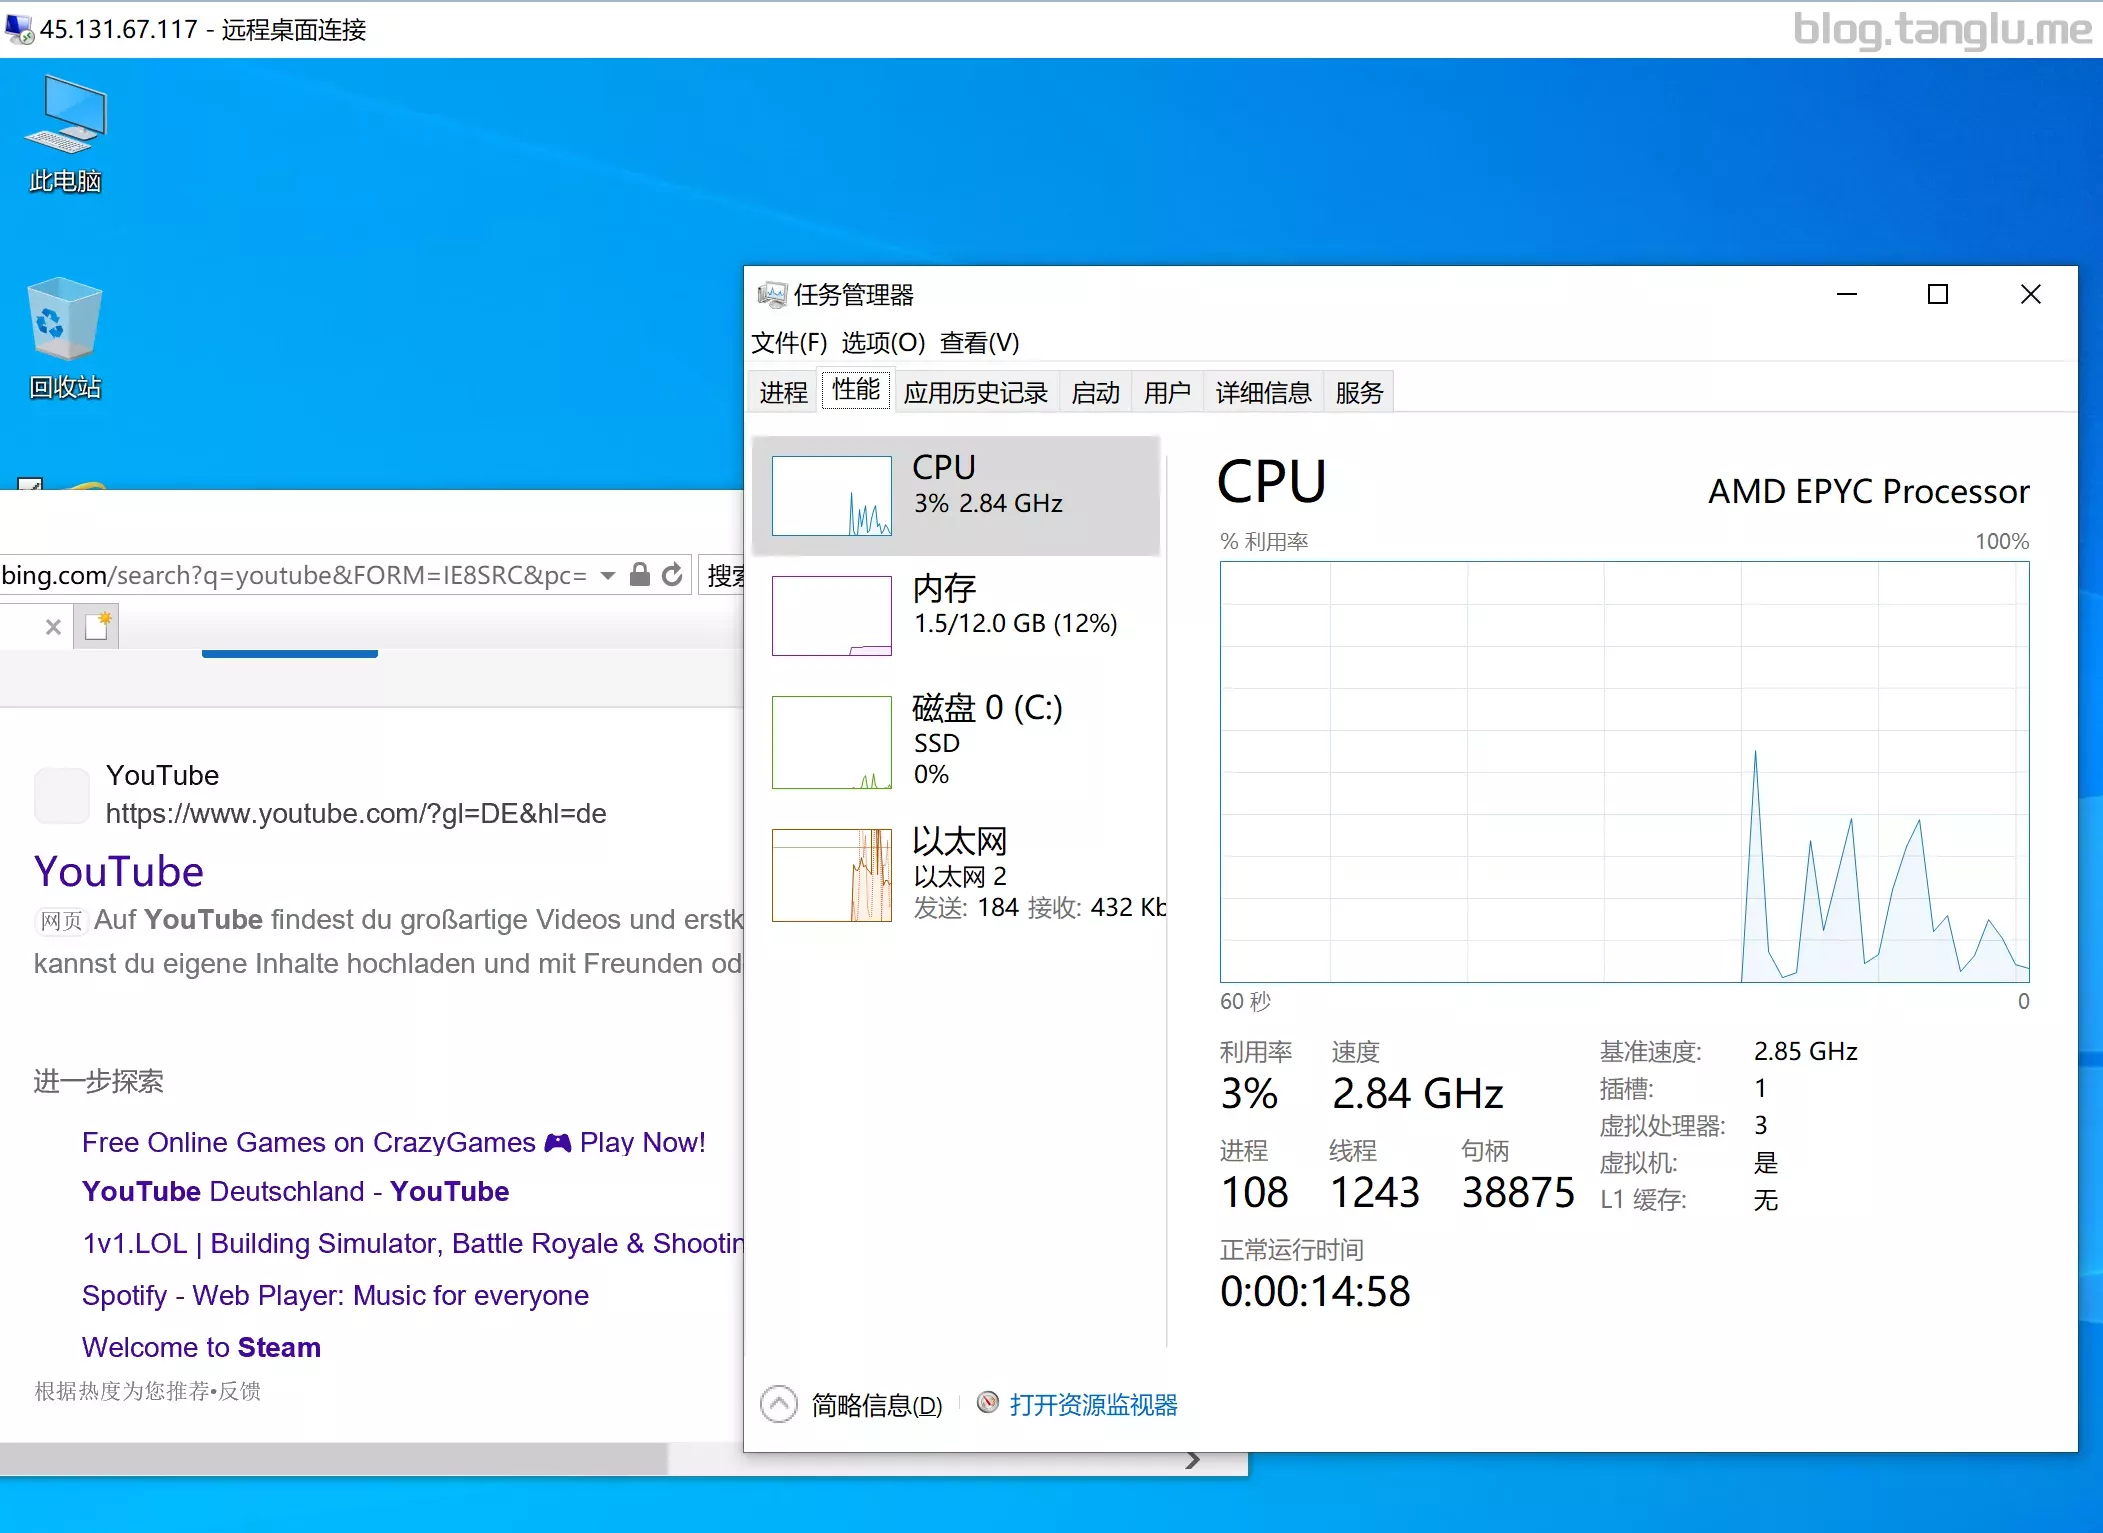 45.131.67.117 - 远程桌面连接
blog.tanglu.me
此电脑
回收站
bing.com/search?q=youtube&FORM=IE8SRC&pc=
搜索
YouTube
https://www.youtube.com/?gl=DE&hl=de
YouTube
网页 Auf YouTube findest du großartige Videos und erstk
kannst du eigene Inhalte hochladen und mit Freunden od
进一步探索
Free Online Games on CrazyGames 🎮 Play Now!
YouTube Deutschland - YouTube
1v1.LOL | Building Simulator, Battle Royale & Shootin
Spotify - Web Player: Music for everyone
Welcome to Steam
根据热度为您推荐•反馈
任务管理器
文件(F) 选项(O) 查看(V)
进程 性能 应用历史记录 启动 用户 详细信息 服务
CPU
3% 2.84 GHz
内存
1.5/12.0 GB (12%)
磁盘 0 (C:)
SSD
0%
以太网
以太网 2
发送: 184 接收: 432 Kb
CPU AMD EPYC Processor
% 利用率 100%
60 秒 0
利用率 速度
3% 2.84 GHz
进程 线程 句柄
108 1243 38875
正常运行时间
0:00:14:58
基准速度: 2.85 GHz
插槽: 1
虚拟处理器: 3
虚拟机: 是
L1 缓存: 无
简略信息(D) 打开资源监视器